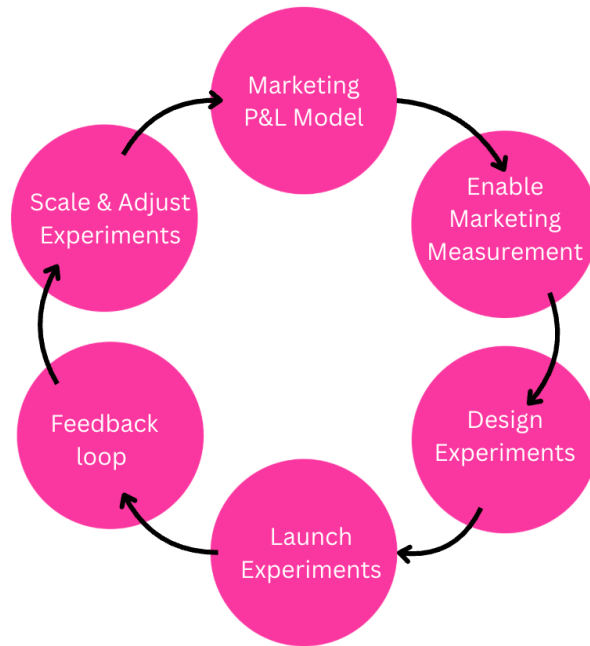 Marketing
P&L Model
Enable
Marketing
Measurement
Design
Experiments
Launch
Experiments
Feedback
loop
Scale & Adjust
Experiments